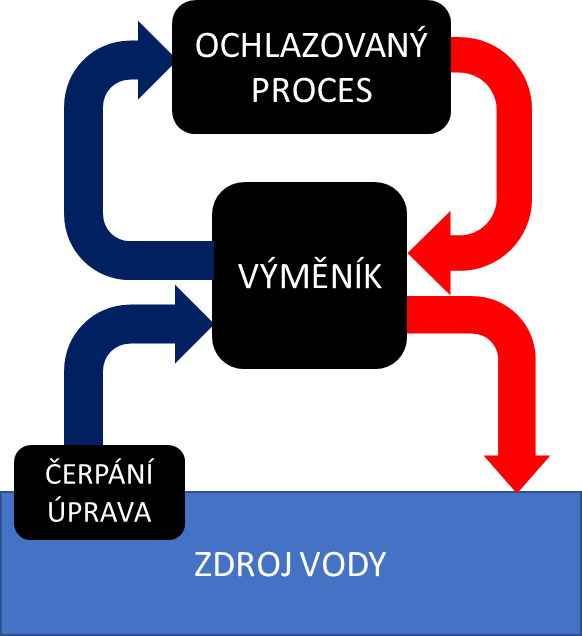 OCHLAZOVANÝ
PROCES
VÝMĚNÍK
ČERPÁNÍ
ÚPRAVA
ZDROJ VODY